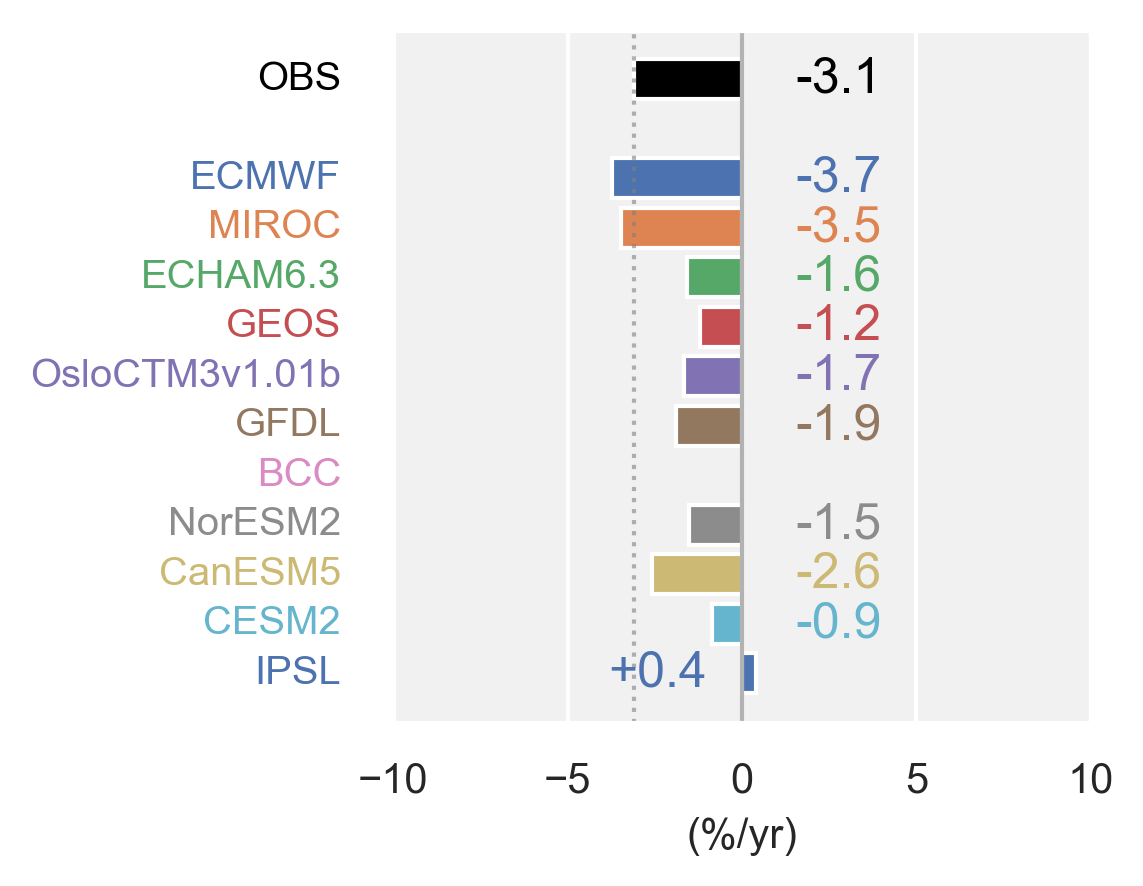 OBS -3.1
ECMWF -3.7
MIROC -3.5
ECHAM6.3 -1.6
GEOS -1.2
OsloCTM3v1.01b -1.7
GFDL -1.9
BCC
NorESM2 -1.5
CanESM5 -2.6
CESM2 -0.9
IPSL +0.4
−10 −5 0 5 10
(%/yr)